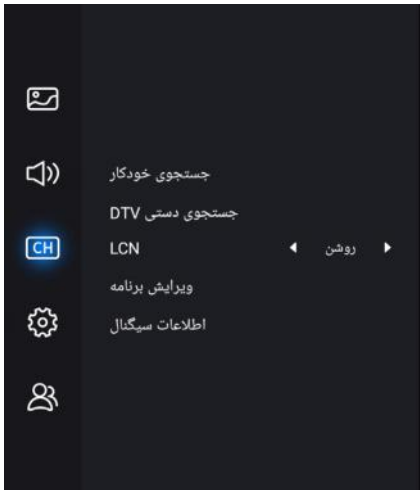 جستجوی خودکار
جستجوی دستی DTV
CH
LCN روشن
ویرایش برنامه
اطلاعات سیگنال